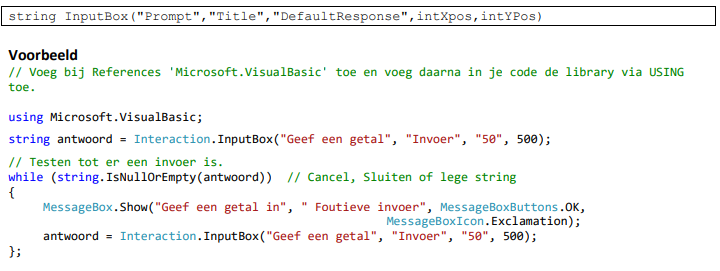 string InputBox("Prompt","Title","DefaultResponse",intXpos,intYPos)
Voorbeeld
// Voeg bij References 'Microsoft.VisualBasic' toe en voeg daarna in je code de library via USING
toe.
using Microsoft.VisualBasic;
string antwoord = Interaction.InputBox("Geef een getal", "Invoer", "50", 500);
// Testen tot er een invoer is.
while (string.IsNullOrEmpty(antwoord))  // Cancel, Sluiten of lege string
{
MessageBox.Show("Geef een getal in", " Foutieve invoer", MessageBoxButtons.OK,
MessageBoxIcon.Exclamation);
antwoord = Interaction.InputBox("Geef een getal", "Invoer", "50", 500);
};